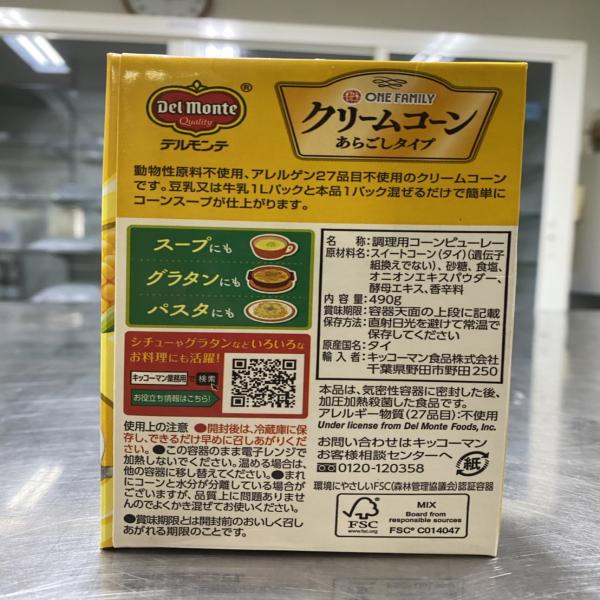 Del Monte
®
Quality
デルモンテ
ONE FAMILY
クリームコーン
あらごしタイプ
動物性原料不使用、アレルゲン27品目不使用のクリームコーン
です。豆乳又は牛乳1Lパックと本品1パック混ぜるだけで簡単に
コーンスープが仕上がります。
スープにも
グラタンにも
パスタにも
シチューやグラタンなどいろいろな
お料理にも活躍!
キッコーマン業務用 で 検索
お役立ち情報はこちら!
使用上の注意 ●開封後は、冷蔵庫に保
存し、できるだけ早めに召しあがりくださ
い。●この容器のまま電子レンジで
加熱しないでください。温める場合は、
他の容器に移し替えてください。●まれ
にコーンと水分が分離している場合が
ございますが、品質上に問題ありませ
んのでよくかき混ぜてお使いください。
●賞味期限とは開封前のおいしく召し
あがれる期限のことです。
名 称:調理用コーンピューレー
原材料名:スイートコーン(タイ)(遺伝子
組換えでない)、砂糖、食塩、
オニオンエキスパウダー、
酵母エキス、香辛料
内 容 量:490g
賞味期限:容器天面の上段に記載
保存方法:直射日光を避けて常温で
保存してください
原産国名:タイ
輸 入 者:キッコーマン食品株式会社
千葉県野田市野田250
本品は、気密性容器に密封した後、
加圧加熱殺菌した食品です。
アレルギー物質(27品目):不使用
Under license from Del Monte Foods, Inc.
お問い合わせはキッコーマン
お客様相談センターへ
0120-120358
紙
環境にやさしいFSC(森林管理協議会)認証容器
FSC
www.fsc.org
MIX
Board from
responsible sources
FSC® C014047